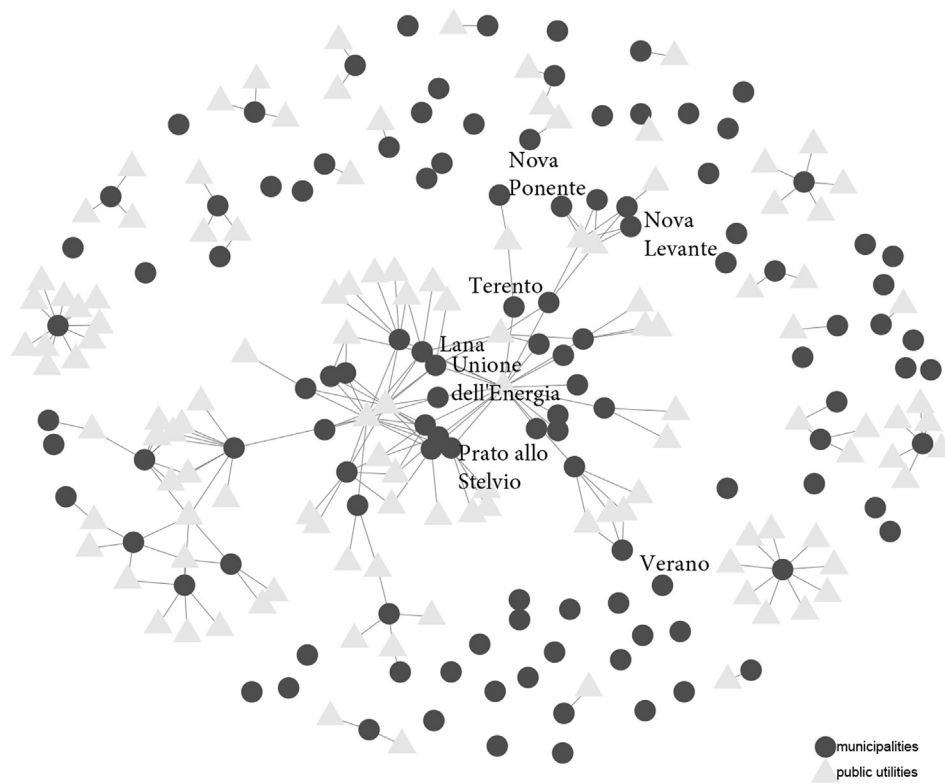 Nova
Ponente
Nova
Levante
Terento
Lana
Unione
dell'Energia
Prato allo
Stelvio
Verano
municipalities
public utilities